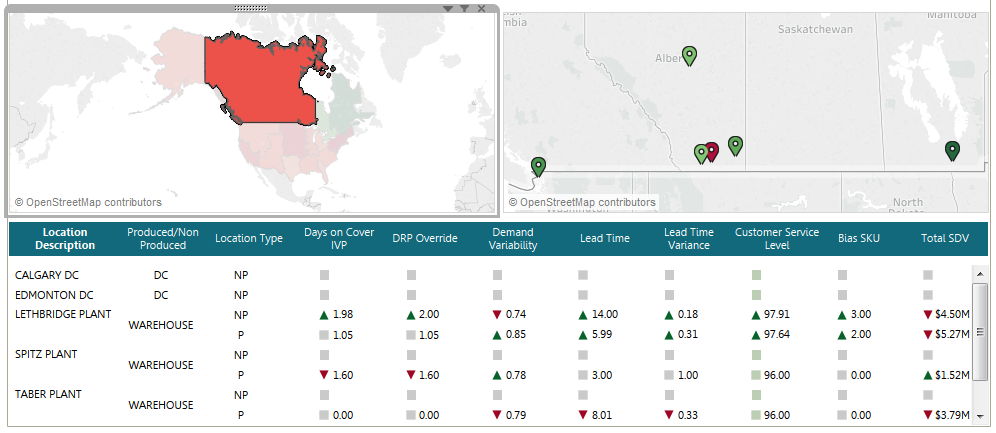 mbia
Alber
Saskatchewan
Manitoba
© OpenStreetMap contributors
© OpenStreetMap contributors
North
Location Description Produced/Non Produced Location Type Days on Cover IVP DRP Override Demand Variability Lead Time Lead Time Variance Customer Service Level Bias SKU Total SDV
CALGARY DC DC NP
EDMONTON DC DC NP
LETHBRIDGE PLANT WAREHOUSE NP 1.98 2.00 0.74 14.00 0.18 97.91 3.00 $4.50M
P 1.05 1.05 0.85 5.99 0.31 97.64 2.00 $5.27M
SPITZ PLANT WAREHOUSE NP
P 1.60 1.60 0.78 3.00 1.00 96.00 0.00 $1.52M
TABER PLANT WAREHOUSE NP
P 0.00 0.00 0.79 8.01 0.33 96.00 0.00 $3.79M